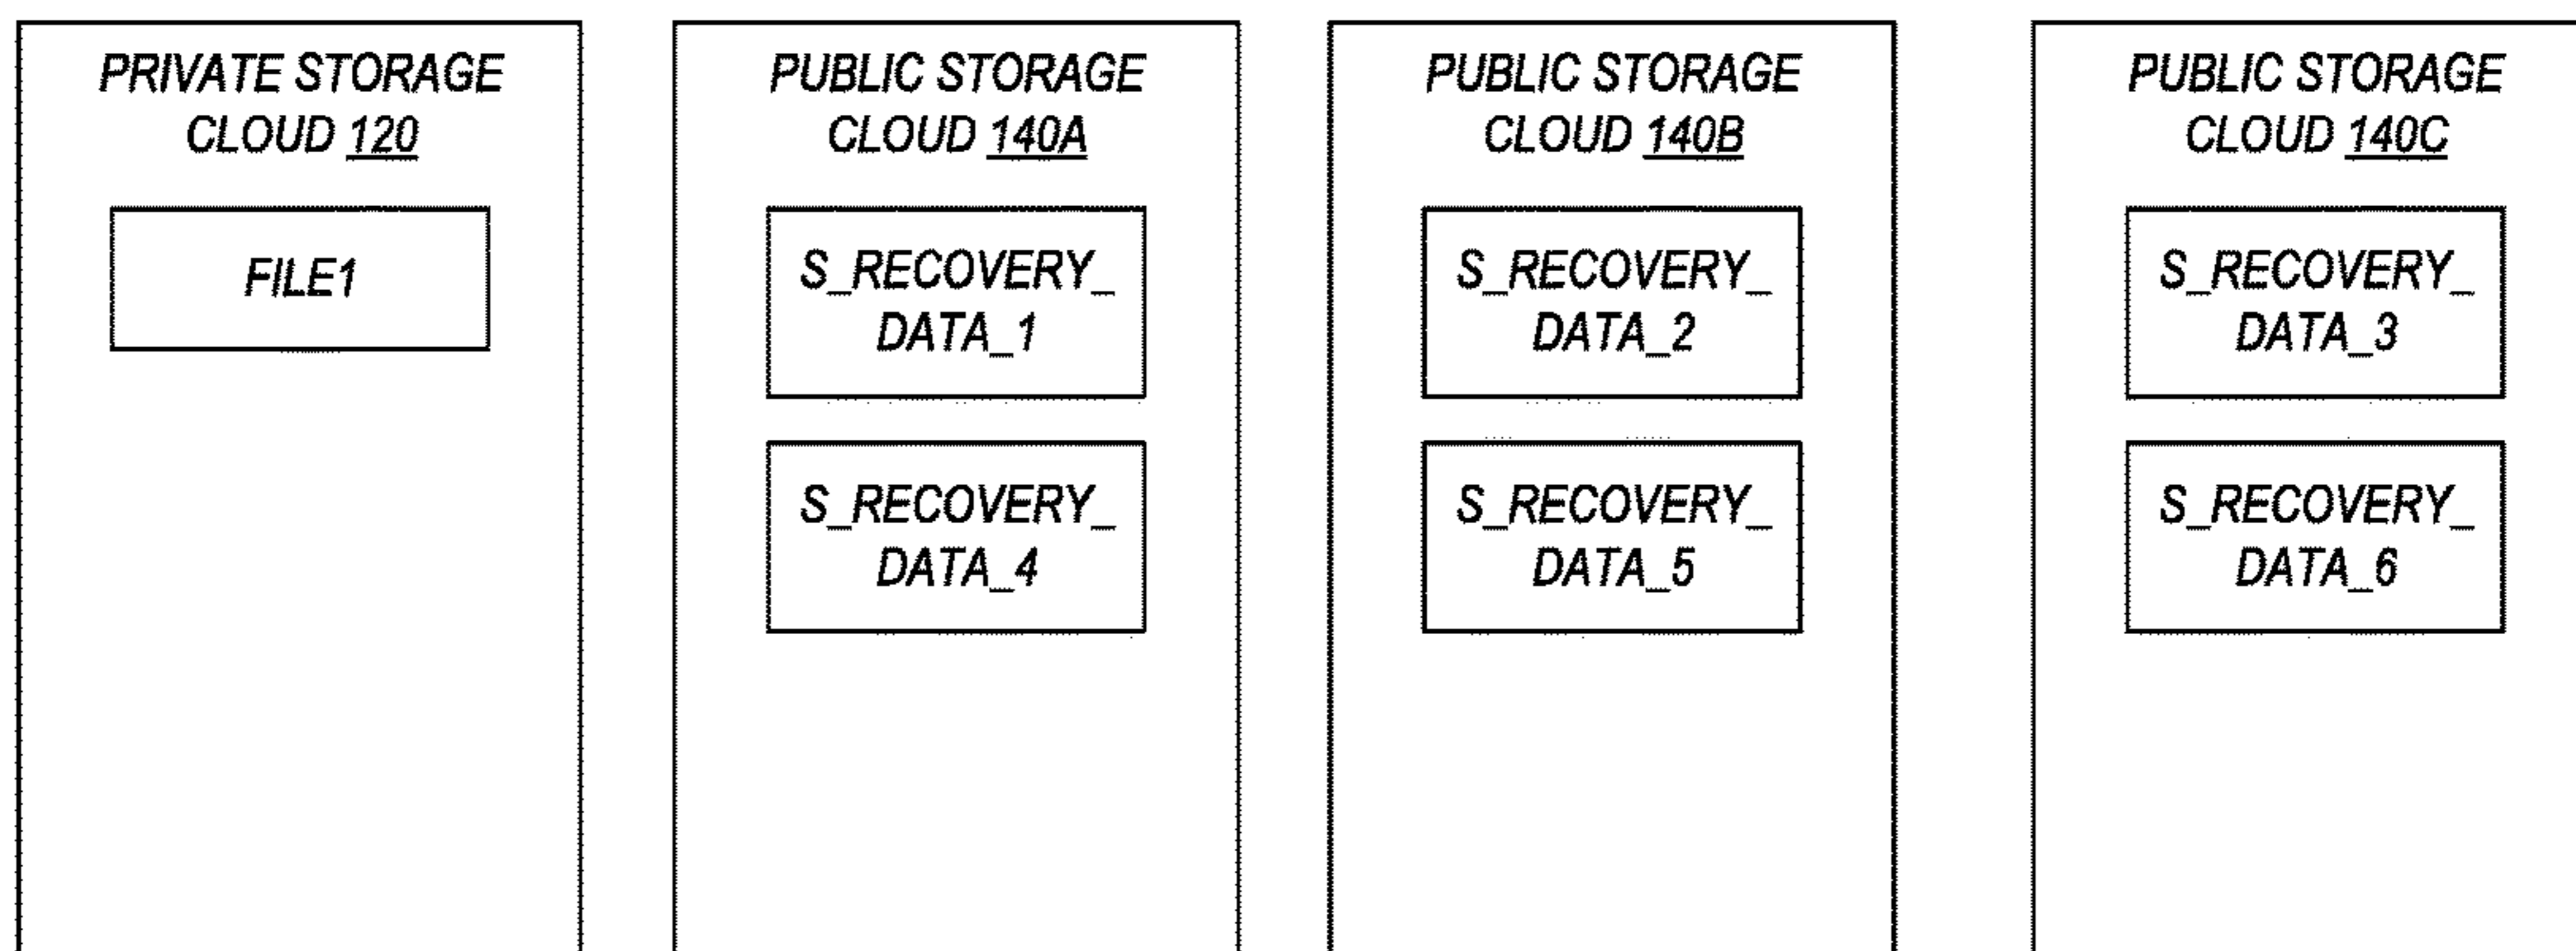 PRIVATE STORAGE
CLOUD 120
FILE1
PUBLIC STORAGE
CLOUD 140A
S_RECOVERY_
DATA_1
S_RECOVERY_
DATA_4
PUBLIC STORAGE
CLOUD 140B
S_RECOVERY_
DATA_2
S_RECOVERY_
DATA_5
PUBLIC STORAGE
CLOUD 140C
S_RECOVERY_
DATA_3
S_RECOVERY_
DATA_6